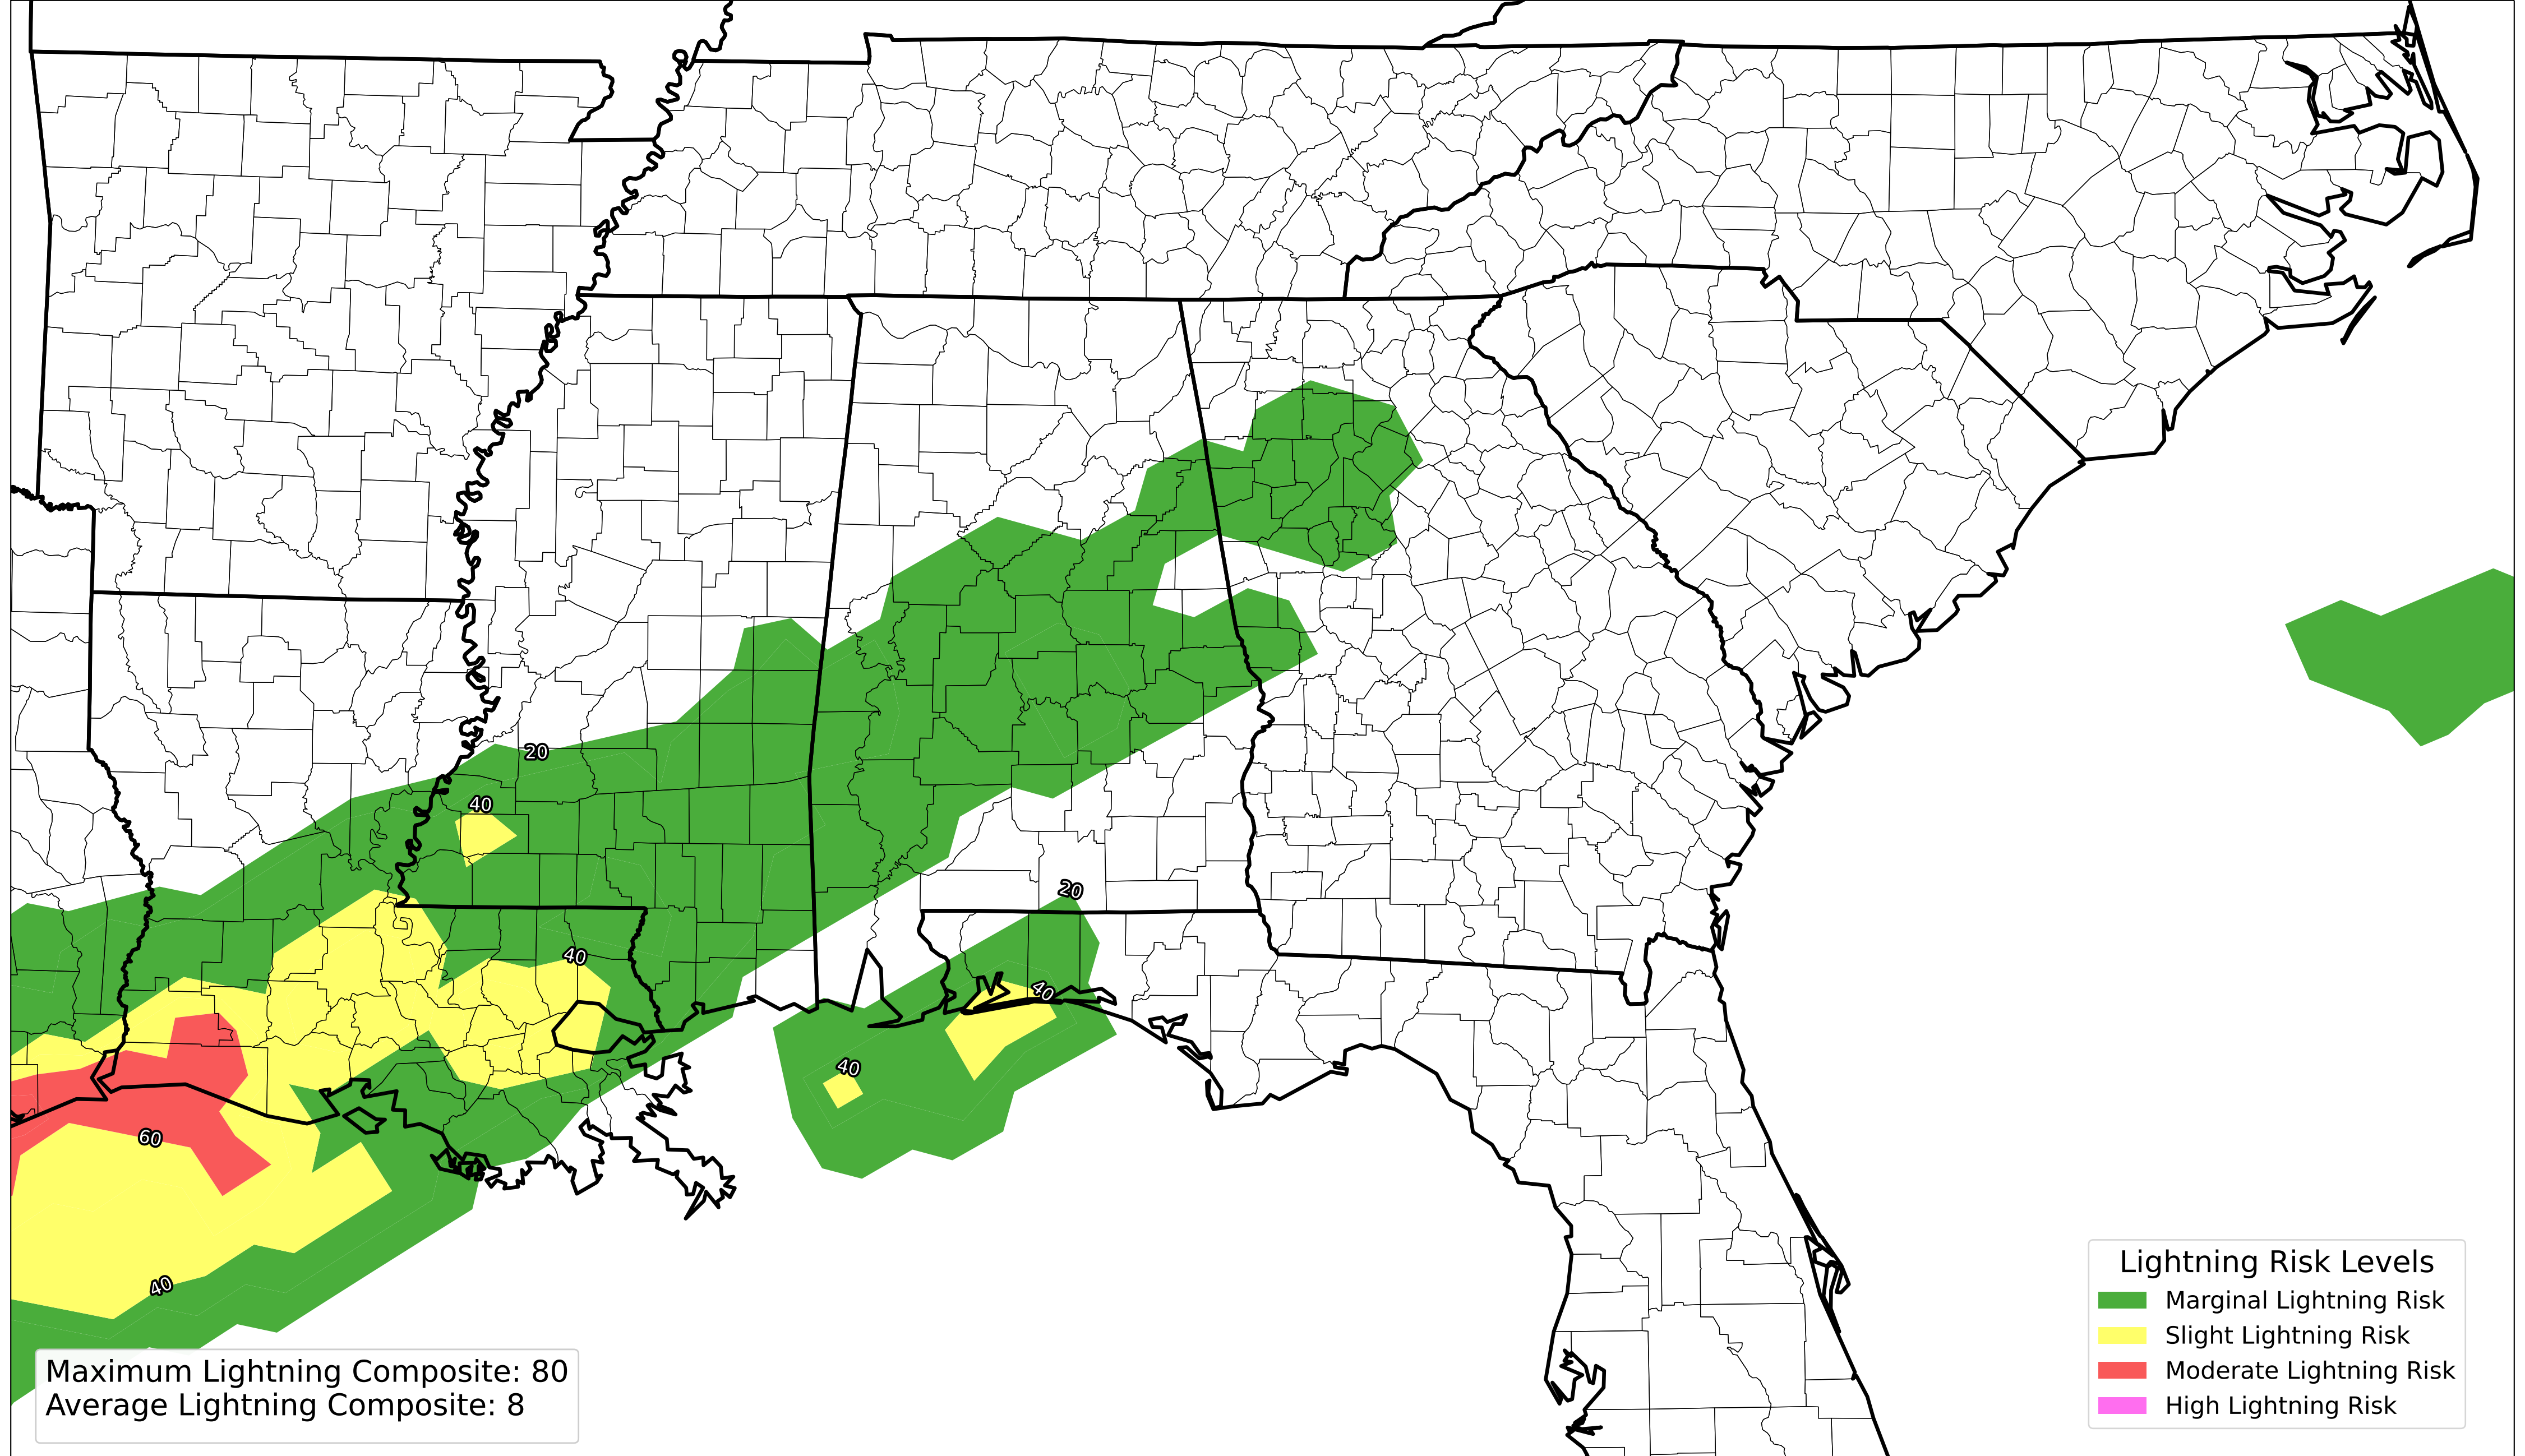 20
40
20
40
40
40
60
40
Lightning Risk Levels
Marginal Lightning Risk
Slight Lightning Risk
Moderate Lightning Risk
High Lightning Risk
Maximum Lightning Composite: 80
Average Lightning Composite: 8